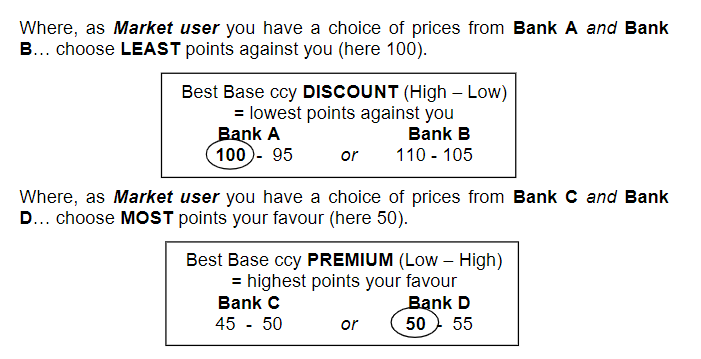 Where, as Market user you have a choice of prices from Bank A and Bank
B… choose LEAST points against you (here 100).
Best Base ccy DISCOUNT (High – Low)
= lowest points against you
Bank A Bank B
100 - 95 or 110 - 105
Where, as Market user you have a choice of prices from Bank C and Bank
D… choose MOST points your favour (here 50).
Best Base ccy PREMIUM (Low – High)
= highest points your favour
Bank C Bank D
45 - 50 or 50 - 55